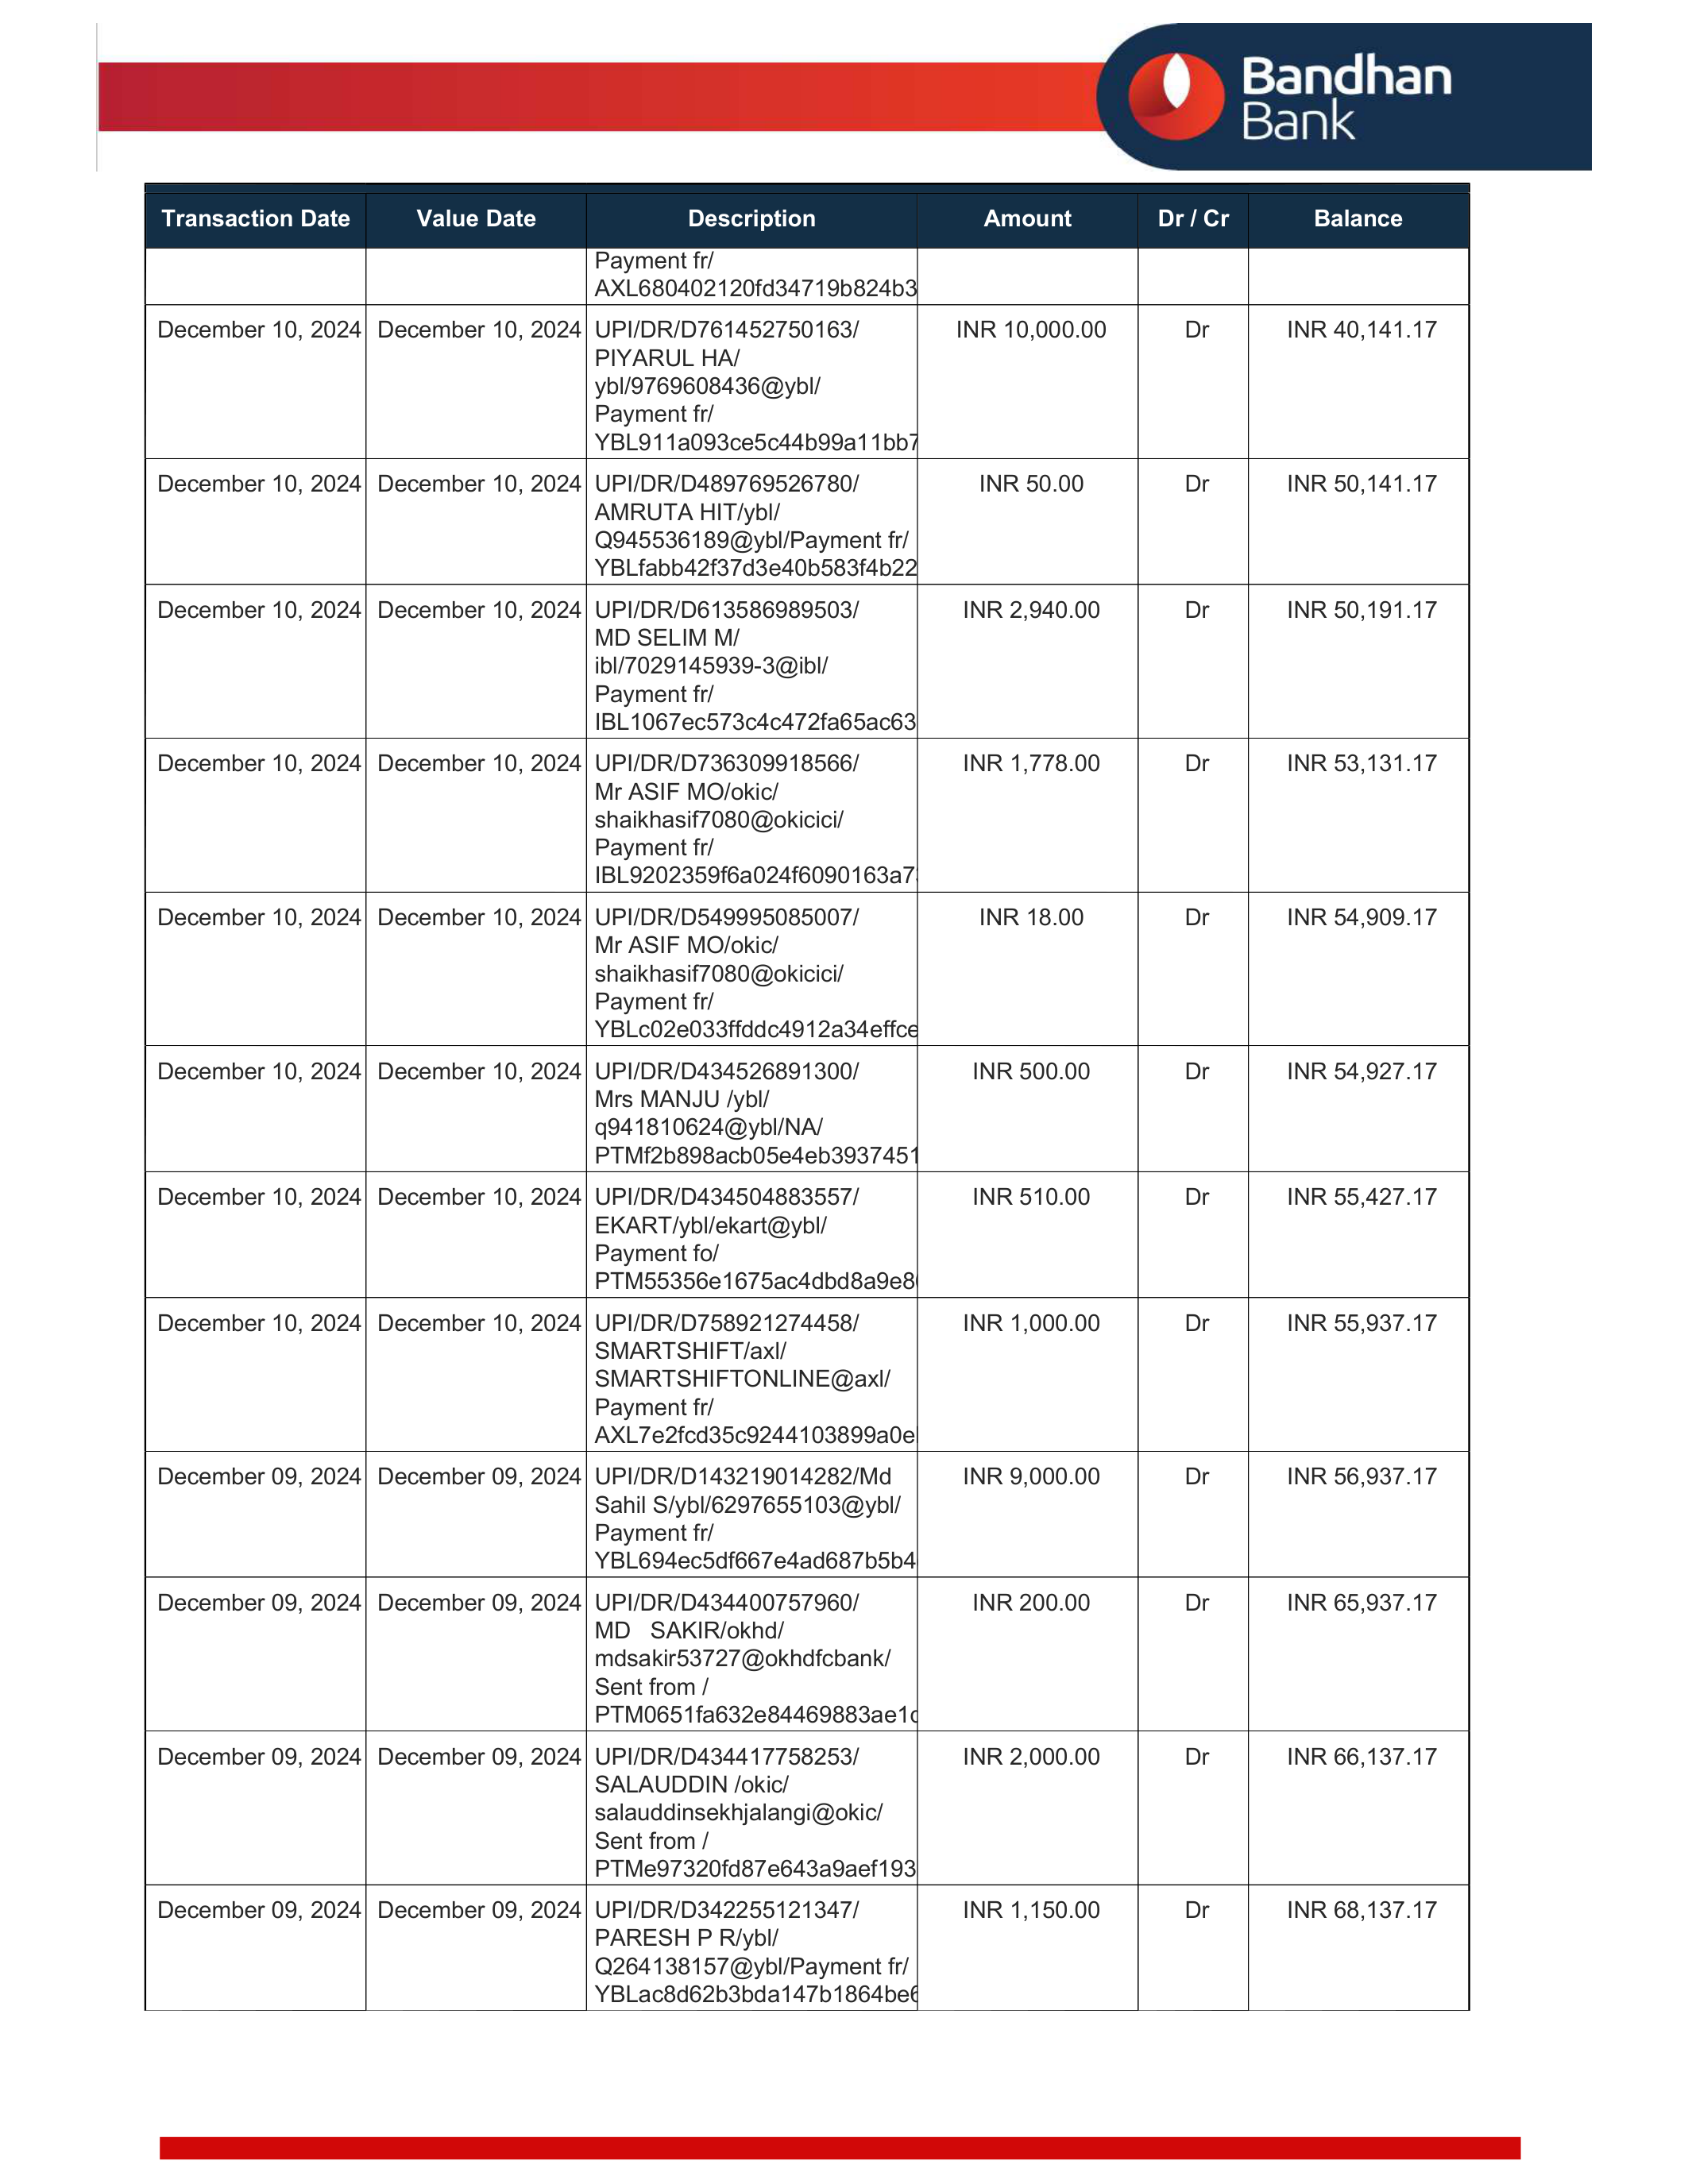 Bandhan
Bank
Transaction Date Value Date Description Amount Dr / Cr Balance
Payment fr/
AXL680402120fd34719b824b3
December 10, 2024 December 10, 2024 UPI/DR/D761452750163/ INR 10,000.00 Dr INR 40,141.17
PIYARUL HA/
ybl/9769608436@ybl/
Payment fr/
YBL911a093ce5c44b99a11bb7
December 10, 2024 December 10, 2024 UPI/DR/D489769526780/ INR 50.00 Dr INR 50,141.17
AMRUTA HIT/ybl/
Q945536189@ybl/Payment fr/
YBLfabb42f37d3e40b583f4b22
December 10, 2024 December 10, 2024 UPI/DR/D613586989503/ INR 2,940.00 Dr INR 50,191.17
MD SELIM M/
ibl/7029145939-3@ibl/
Payment fr/
IBL1067ec573c4c472fa65ac63
December 10, 2024 December 10, 2024 UPI/DR/D736309918566/ INR 1,778.00 Dr INR 53,131.17
Mr ASIF MO/okic/
shaikhasif7080@okicici/
Payment fr/
IBL9202359f6a024f6090163a7
December 10, 2024 December 10, 2024 UPI/DR/D549995085007/ INR 18.00 Dr INR 54,909.17
Mr ASIF MO/okic/
shaikhasif7080@okicici/
Payment fr/
YBLc02e033ffddc4912a34effce
December 10, 2024 December 10, 2024 UPI/DR/D434526891300/ INR 500.00 Dr INR 54,927.17
Mrs MANJU /ybl/
q941810624@ybl/NA/
PTMf2b898acb05e4eb3937451
December 10, 2024 December 10, 2024 UPI/DR/D434504883557/ INR 510.00 Dr INR 55,427.17
EKART/ybl/ekart@ybl/
Payment fo/
PTM55356e1675ac4dbd8a9e8
December 10, 2024 December 10, 2024 UPI/DR/D758921274458/ INR 1,000.00 Dr INR 55,937.17
SMARTSHIFT/axl/
SMARTSHIFTONLINE@axl/
Payment fr/
AXL7e2fcd35c9244103899a0e
December 09, 2024 December 09, 2024 UPI/DR/D143219014282/Md INR 9,000.00 Dr INR 56,937.17
Sahil S/ybl/6297655103@ybl/
Payment fr/
YBL694ec5df667e4ad687b5b4
December 09, 2024 December 09, 2024 UPI/DR/D434400757960/ INR 200.00 Dr INR 65,937.17
MD   SAKIR/okhd/
mdsakir53727@okhdfcbank/
Sent from /
PTM0651fa632e84469883ae1c
December 09, 2024 December 09, 2024 UPI/DR/D434417758253/ INR 2,000.00 Dr INR 66,137.17
SALAUDDIN /okic/
salauddinsekhjalangi@okic/
Sent from /
PTMe97320fd87e643a9aef193
December 09, 2024 December 09, 2024 UPI/DR/D342255121347/ INR 1,150.00 Dr INR 68,137.17
PARESH P R/ybl/
Q264138157@ybl/Payment fr/
YBLac8d62b3bda147b1864be6